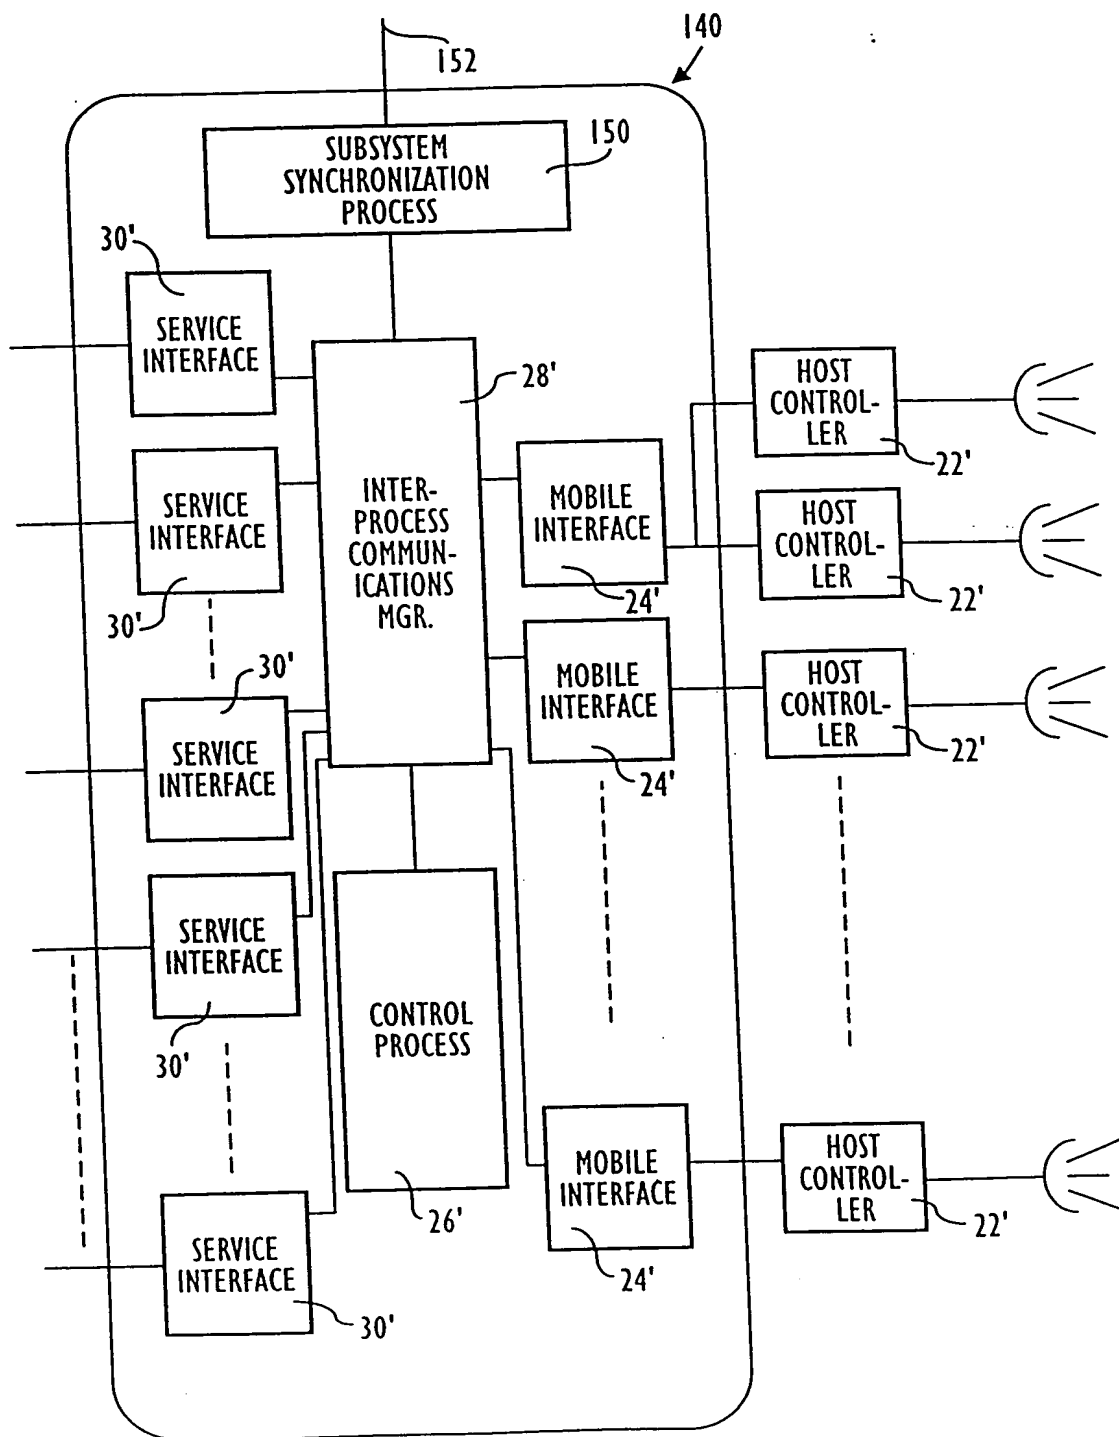 140
152
SUBSYSTEM
SYNCHRONIZATION
PROCESS
150
30'
SERVICE
INTERFACE
28'
HOST
CONTROL-
LER
22'
SERVICE
INTERFACE
30'
INTER-
PROCESS
COMMUN-
ICATIONS
MGR.
MOBILE
INTERFACE
24'
HOST
CONTROL-
LER
22'
30'
SERVICE
INTERFACE
MOBILE
INTERFACE
24'
HOST
CONTROL-
LER
22'
SERVICE
INTERFACE
30'
CONTROL
PROCESS
26'
MOBILE
INTERFACE
24'
HOST
CONTROL-
LER
22'
SERVICE
INTERFACE
30'